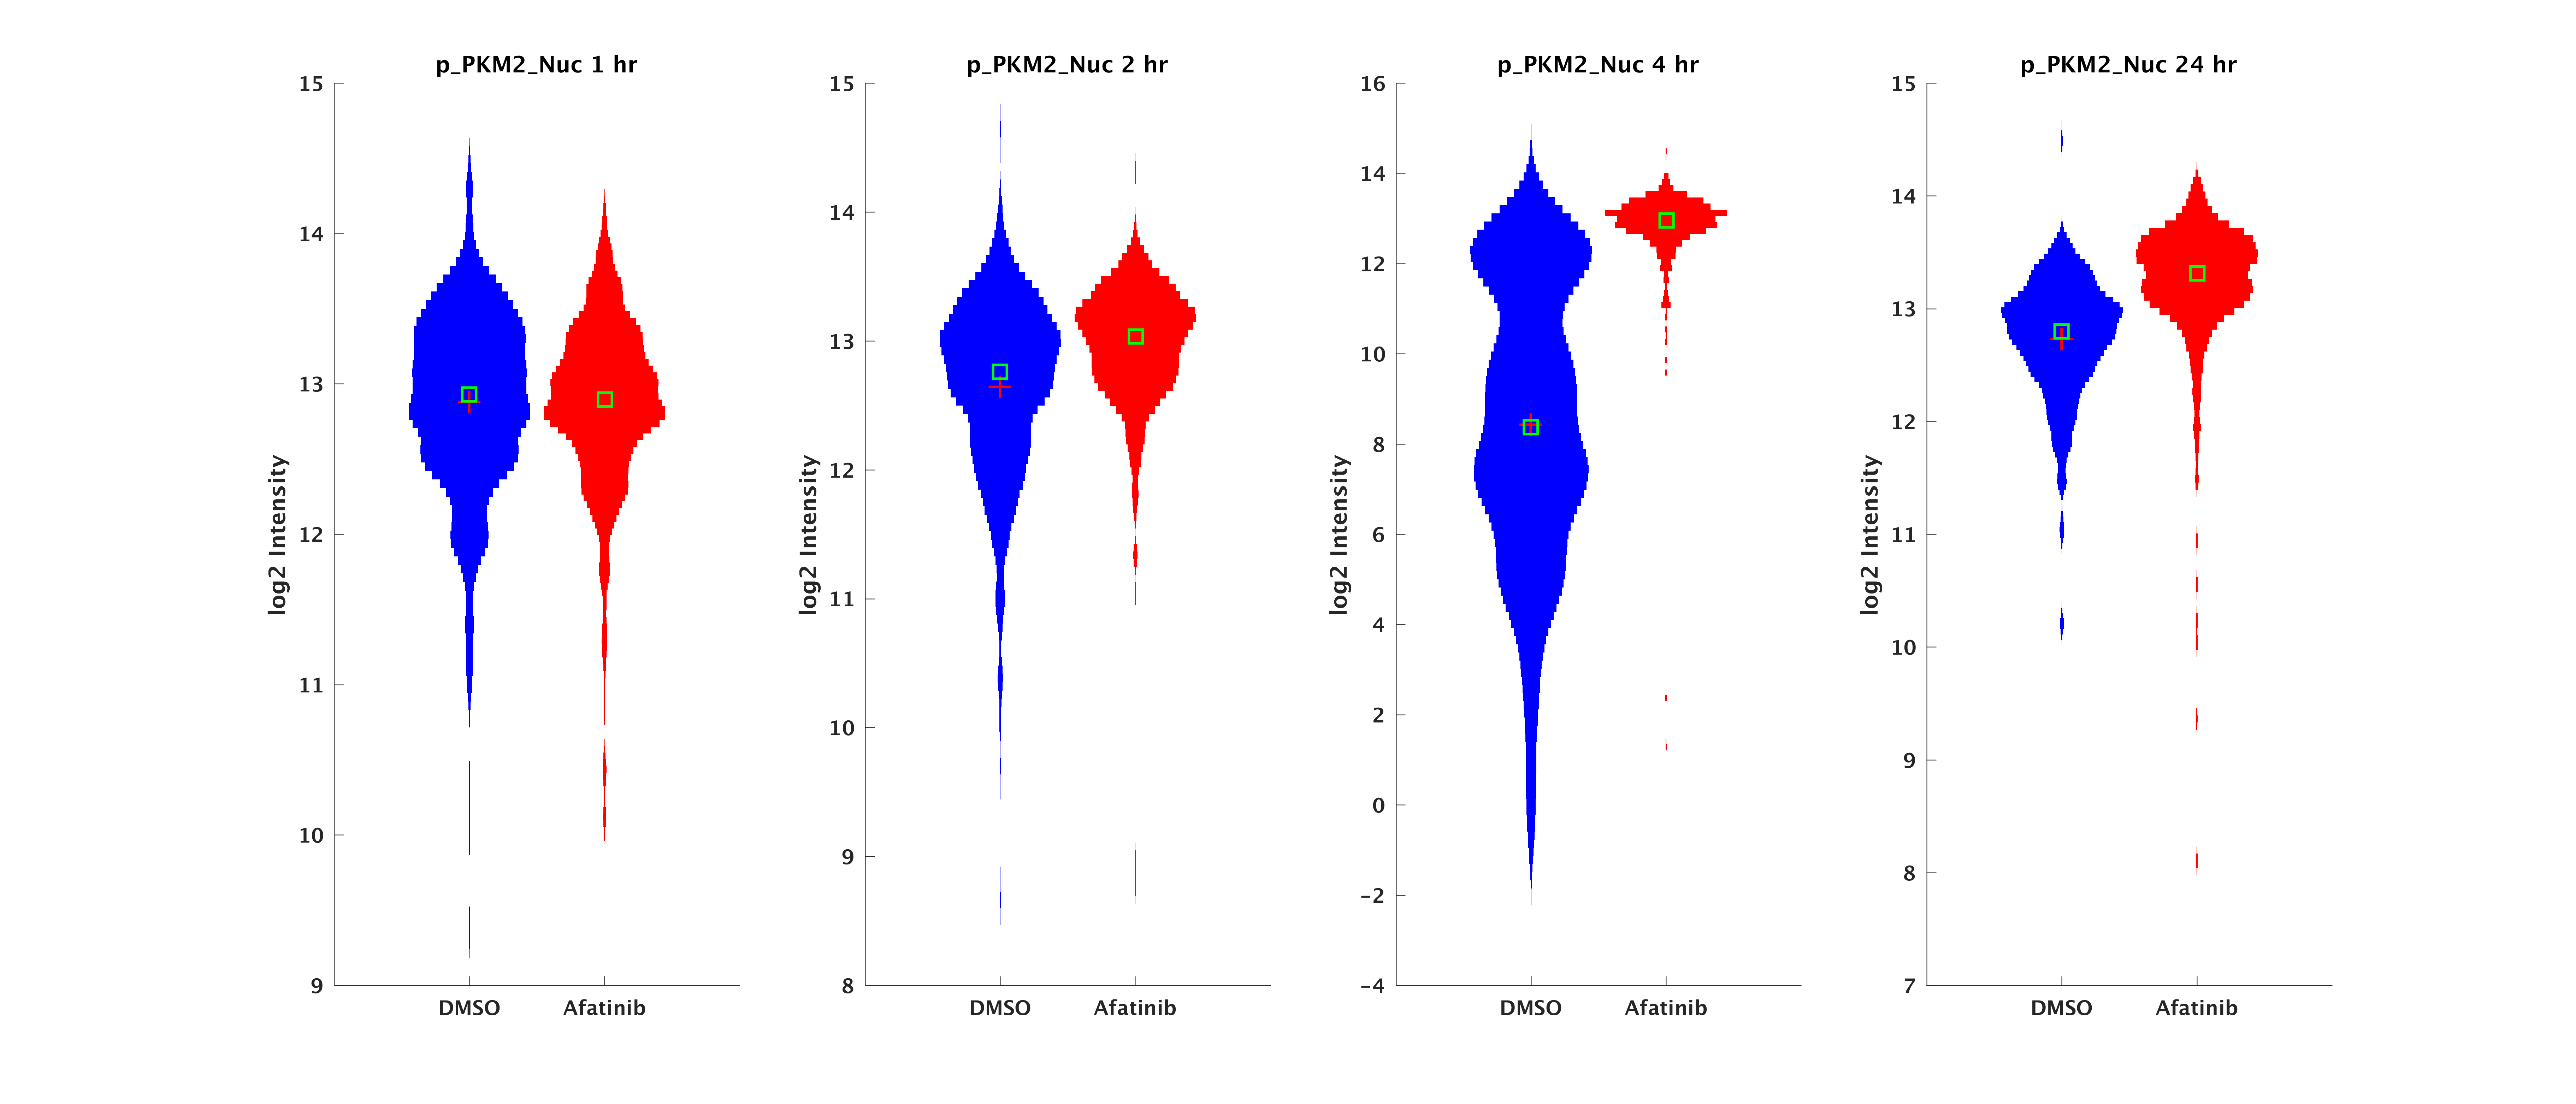 p_PKM2_Nuc 1 hr
15
14
13
12
11
10
9
log2 Intensity
DMSO Afatinib
p_PKM2_Nuc 2 hr
15
14
13
12
11
10
9
8
log2 Intensity
DMSO Afatinib
p_PKM2_Nuc 4 hr
16
14
12
10
8
6
4
2
0
-2
-4
log2 Intensity
DMSO Afatinib
p_PKM2_Nuc 24 hr
15
14
13
12
11
10
9
8
7
log2 Intensity
DMSO Afatinib